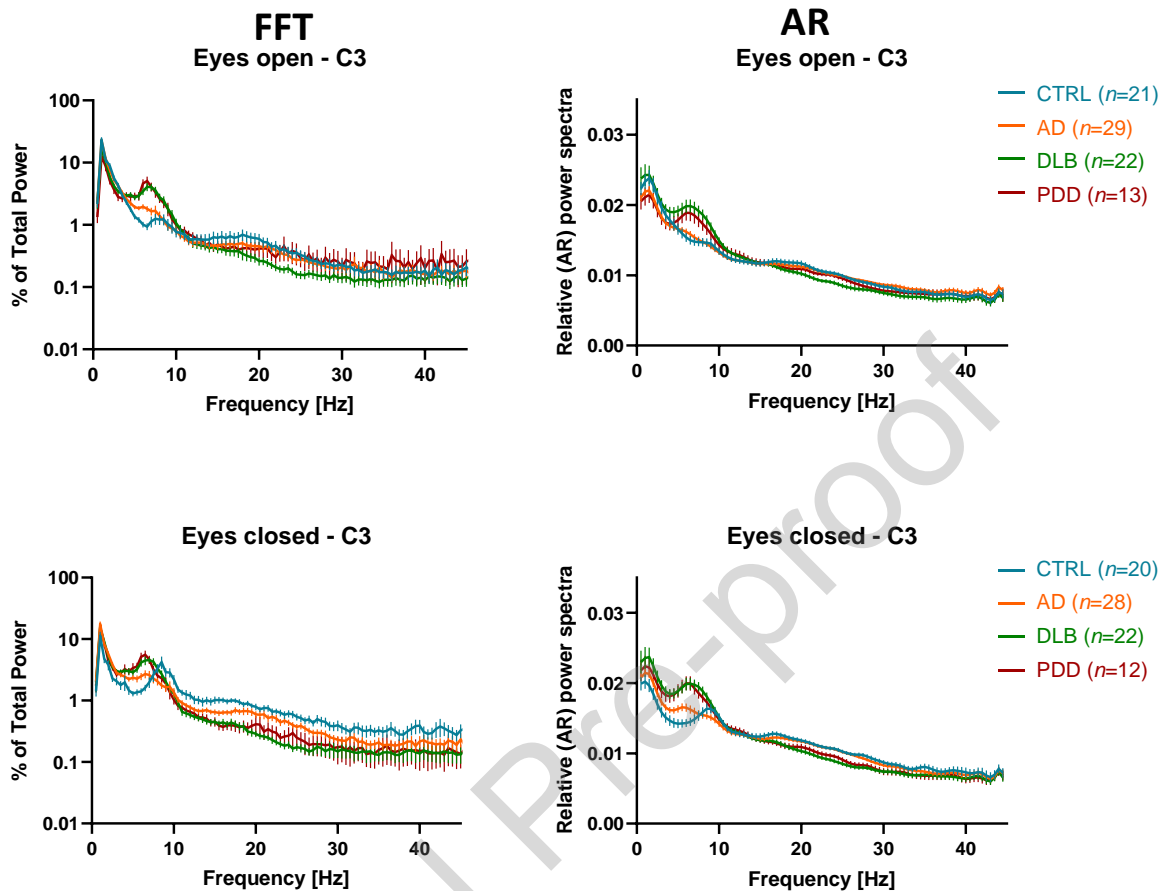 FFT
Eyes open - C3
% of Total Power
100
10
1
0.1
0.01
0 10 20 30 40
Frequency [Hz]
AR
Eyes open - C3
Relative (AR) power spectra
0.03
0.02
0.01
0.00
0 10 20 30 40
Frequency [Hz]
CTRL (n=21)
AD (n=29)
DLB (n=22)
PDD (n=13)
Eyes closed - C3
% of Total Power
100
10
1
0.1
0.01
0 10 20 30 40
Frequency [Hz]
Eyes closed - C3
Relative (AR) power spectra
0.03
0.02
0.01
0.00
0 10 20 30 40
Frequency [Hz]
CTRL (n=20)
AD (n=28)
DLB (n=22)
PDD (n=12)
Pre-proof